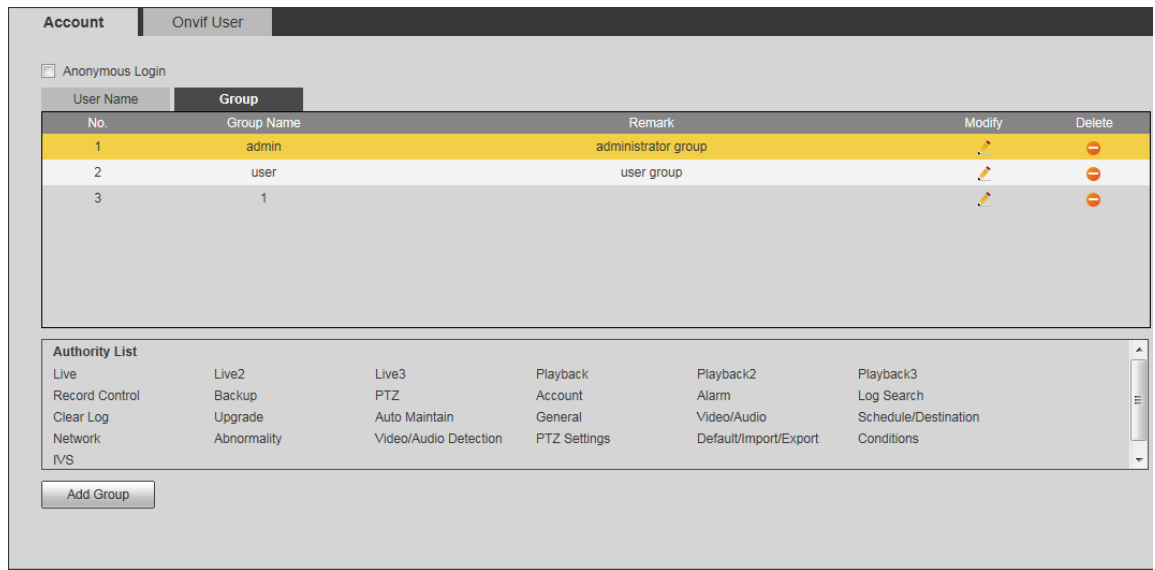 Account Onvif User
Anonymous Login
User Name Group
No. Group Name Remark Modify Delete
1 admin administrator group
2 user user group
3 1
Authority List
Live Live2 Live3 Playback Playback2 Playback3
Record Control Backup PTZ Account Alarm Log Search
Clear Log Upgrade Auto Maintain General Video/Audio Schedule/Destination
Network Abnormality Video/Audio Detection PTZ Settings Default/Import/Export Conditions
IVS
Add Group